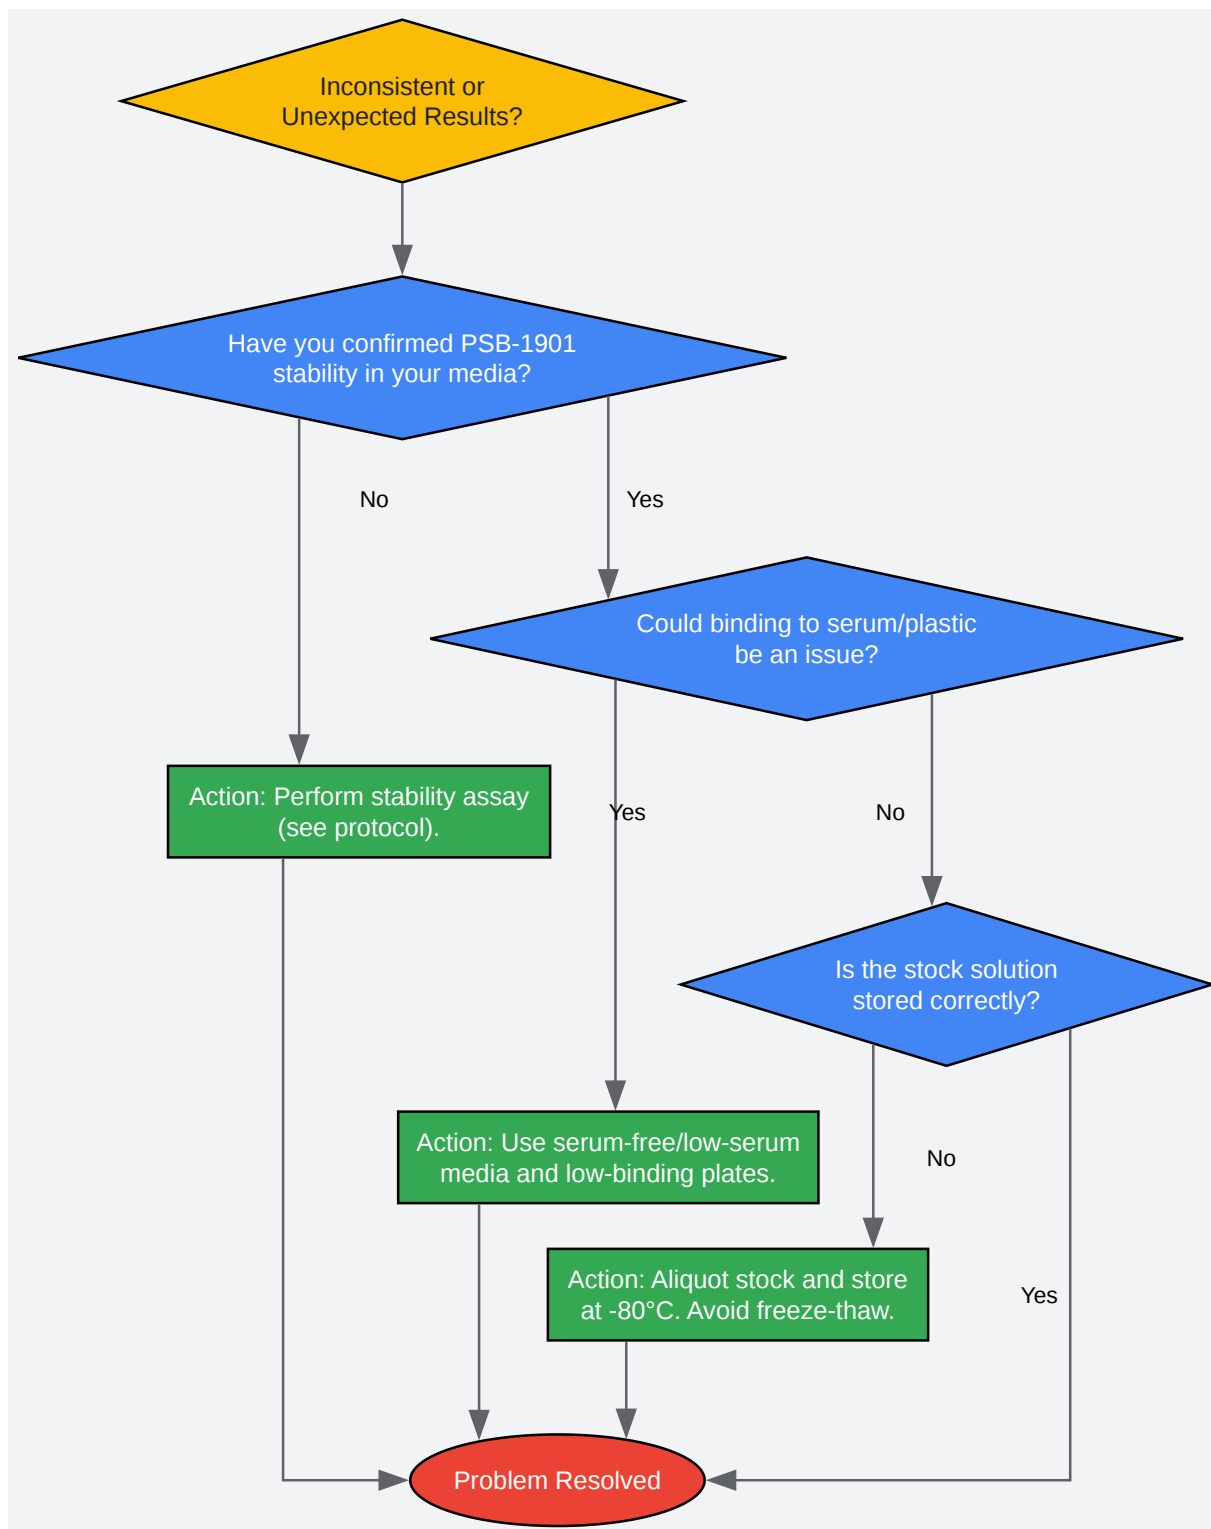 Inconsistent or
Unexpected Results?
Have you confirmed PSB-1901
stability in your media?
No
Yes
Could binding to serum/plastic
be an issue?
Action: Perform stability assay
(see protocol).
Yes
No
Is the stock solution
stored correctly?
Action: Use serum-free/low-serum
media and low-binding plates.
No
Action: Aliquot stock and store
at -80°C. Avoid freeze-thaw.
Yes
Problem Resolved